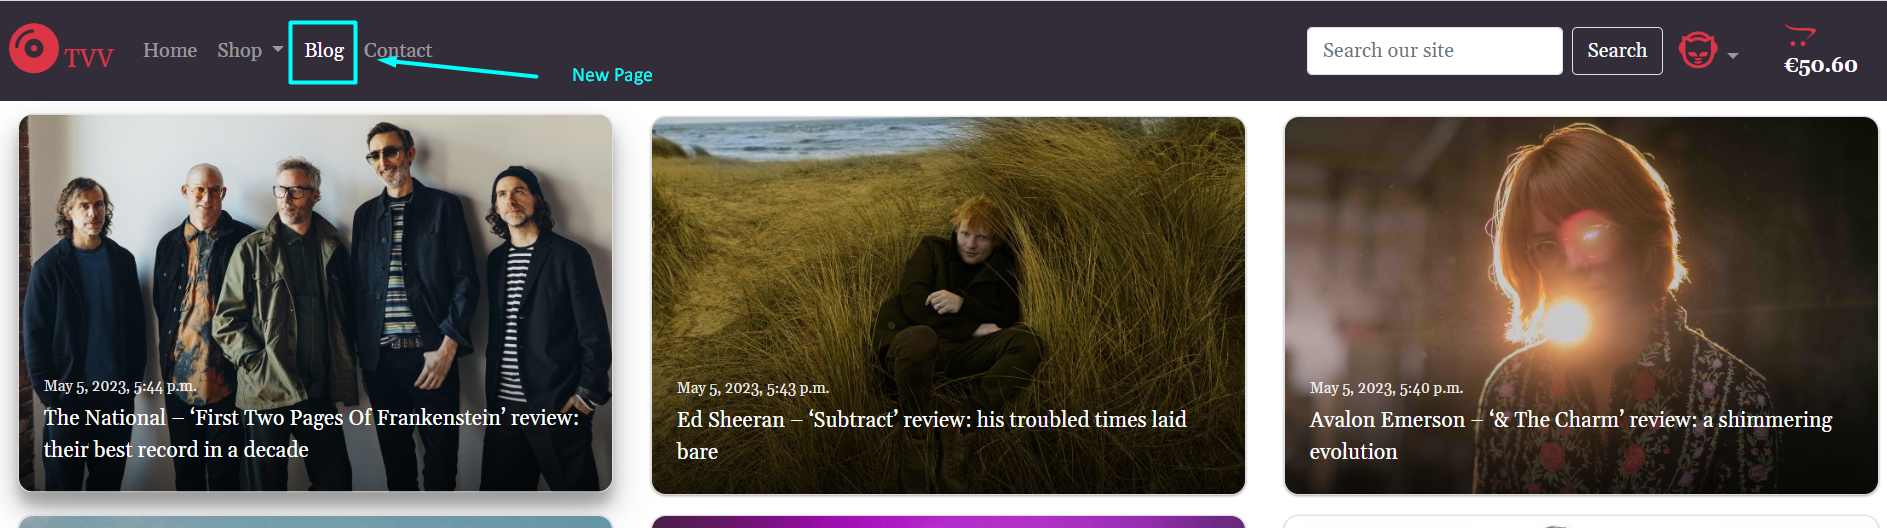 TVV
Home
Shop
Blog
Contact
New Page
Search our site
Search
€50.60
May 5, 2023, 5:44 p.m.
The National – ‘First Two Pages Of Frankenstein’ review:
their best record in a decade
May 5, 2023, 5:43 p.m.
Ed Sheeran – ‘Subtract’ review: his troubled times laid
bare
May 5, 2023, 5:40 p.m.
Avalon Emerson – ‘& The Charm’ review: a shimmering
evolution